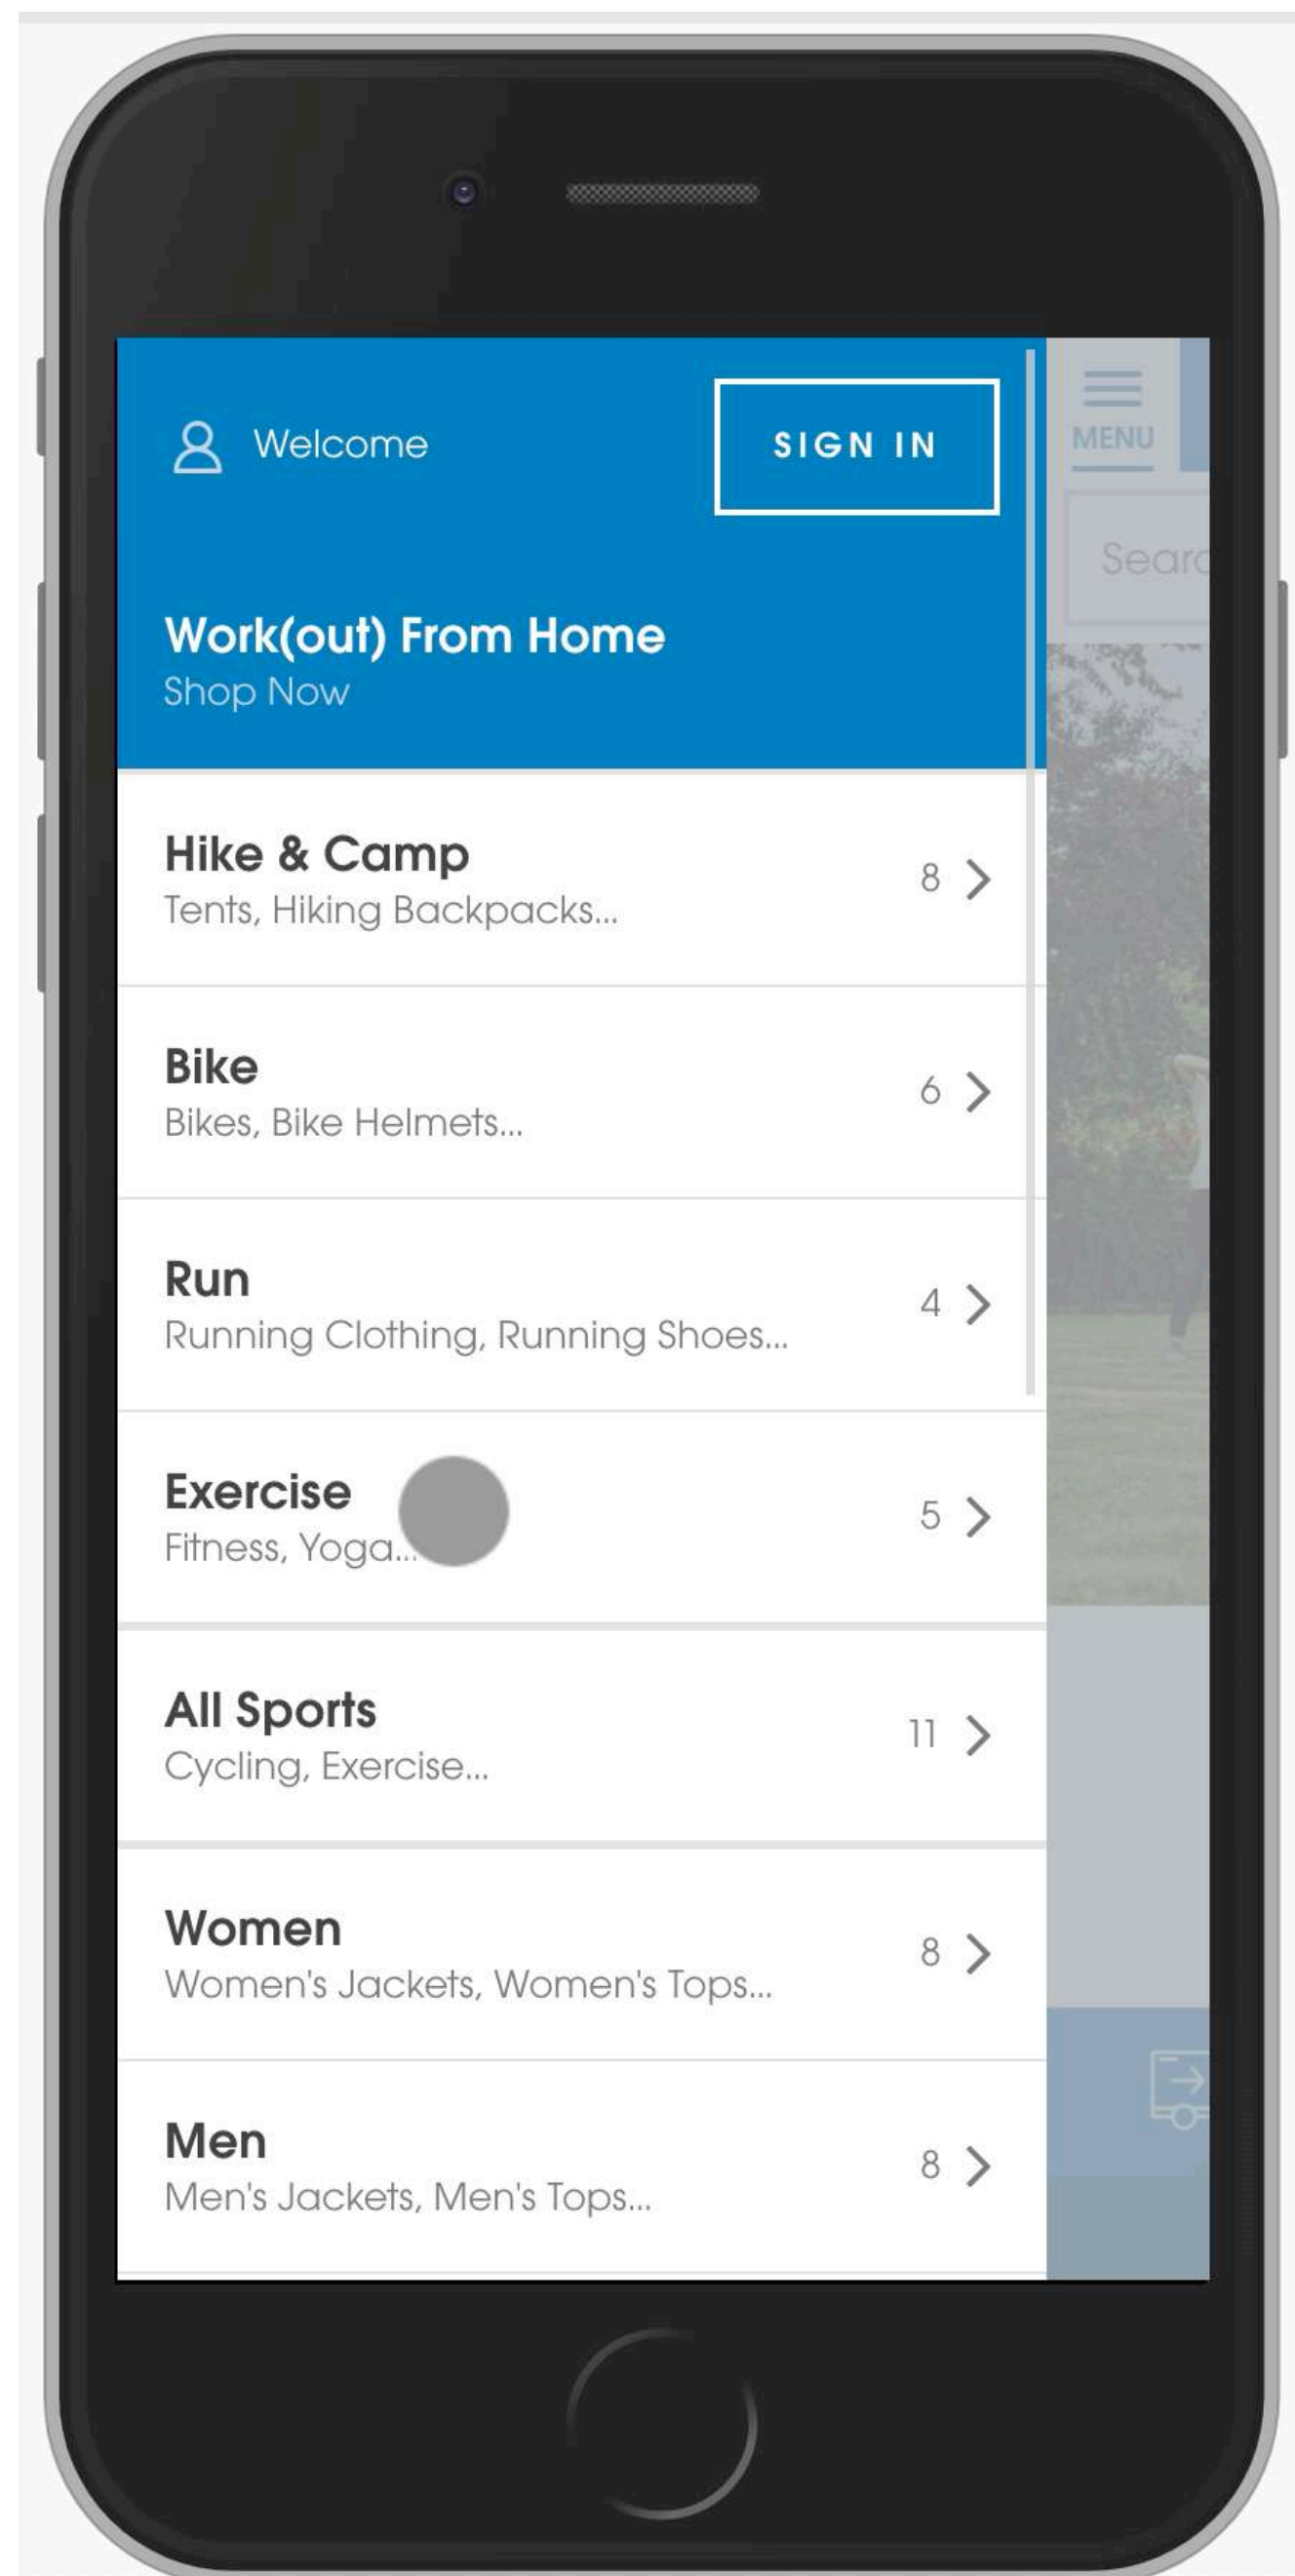 Welcome
SIGN IN
MENU
Searc
Work(out) From Home
Shop Now
Hike & Camp
Tents, Hiking Backpacks...
8
Bike
Bikes, Bike Helmets...
6
Run
Running Clothing, Running Shoes...
4
Exercise
Fitness, Yoga...
5
All Sports
Cycling, Exercise...
11
Women
Women's Jackets, Women's Tops...
8
Men
Men's Jackets, Men's Tops...
8